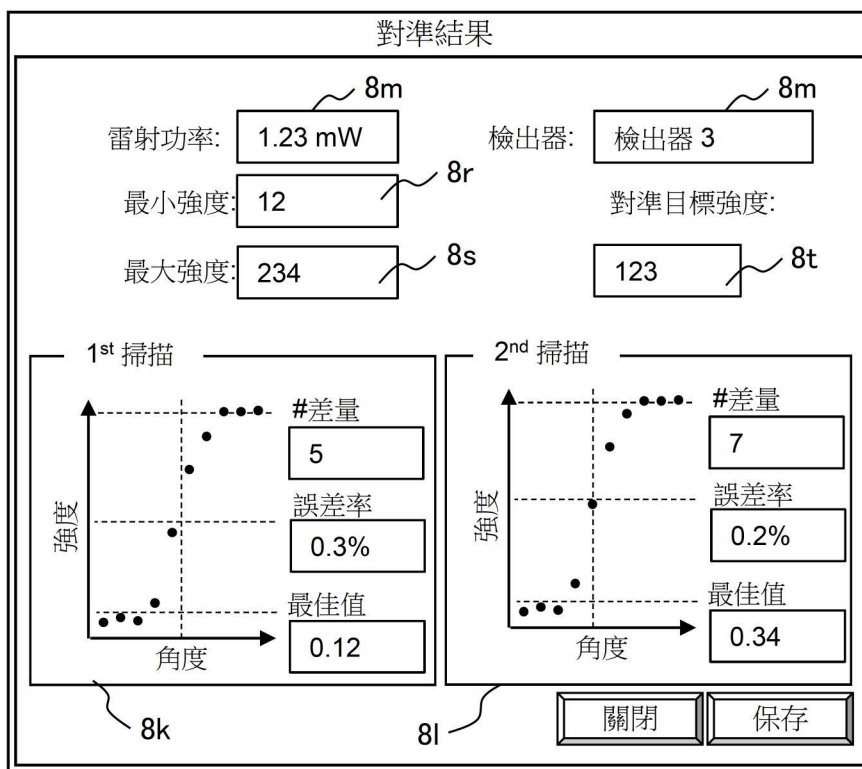 對準結果
8m 8m
雷射功率: 1.23 mW 檢出器: 檢出器 3
8r
最小強度: 12 對準目標強度:
最大強度: 234 8s 123 8t
1st 掃描
強度
角度
#差量
5
誤差率
0.3%
最佳值
0.12
8k
2nd 掃描
強度
角度
#差量
7
誤差率
0.2%
最佳值
0.34
8l
關閉 保存